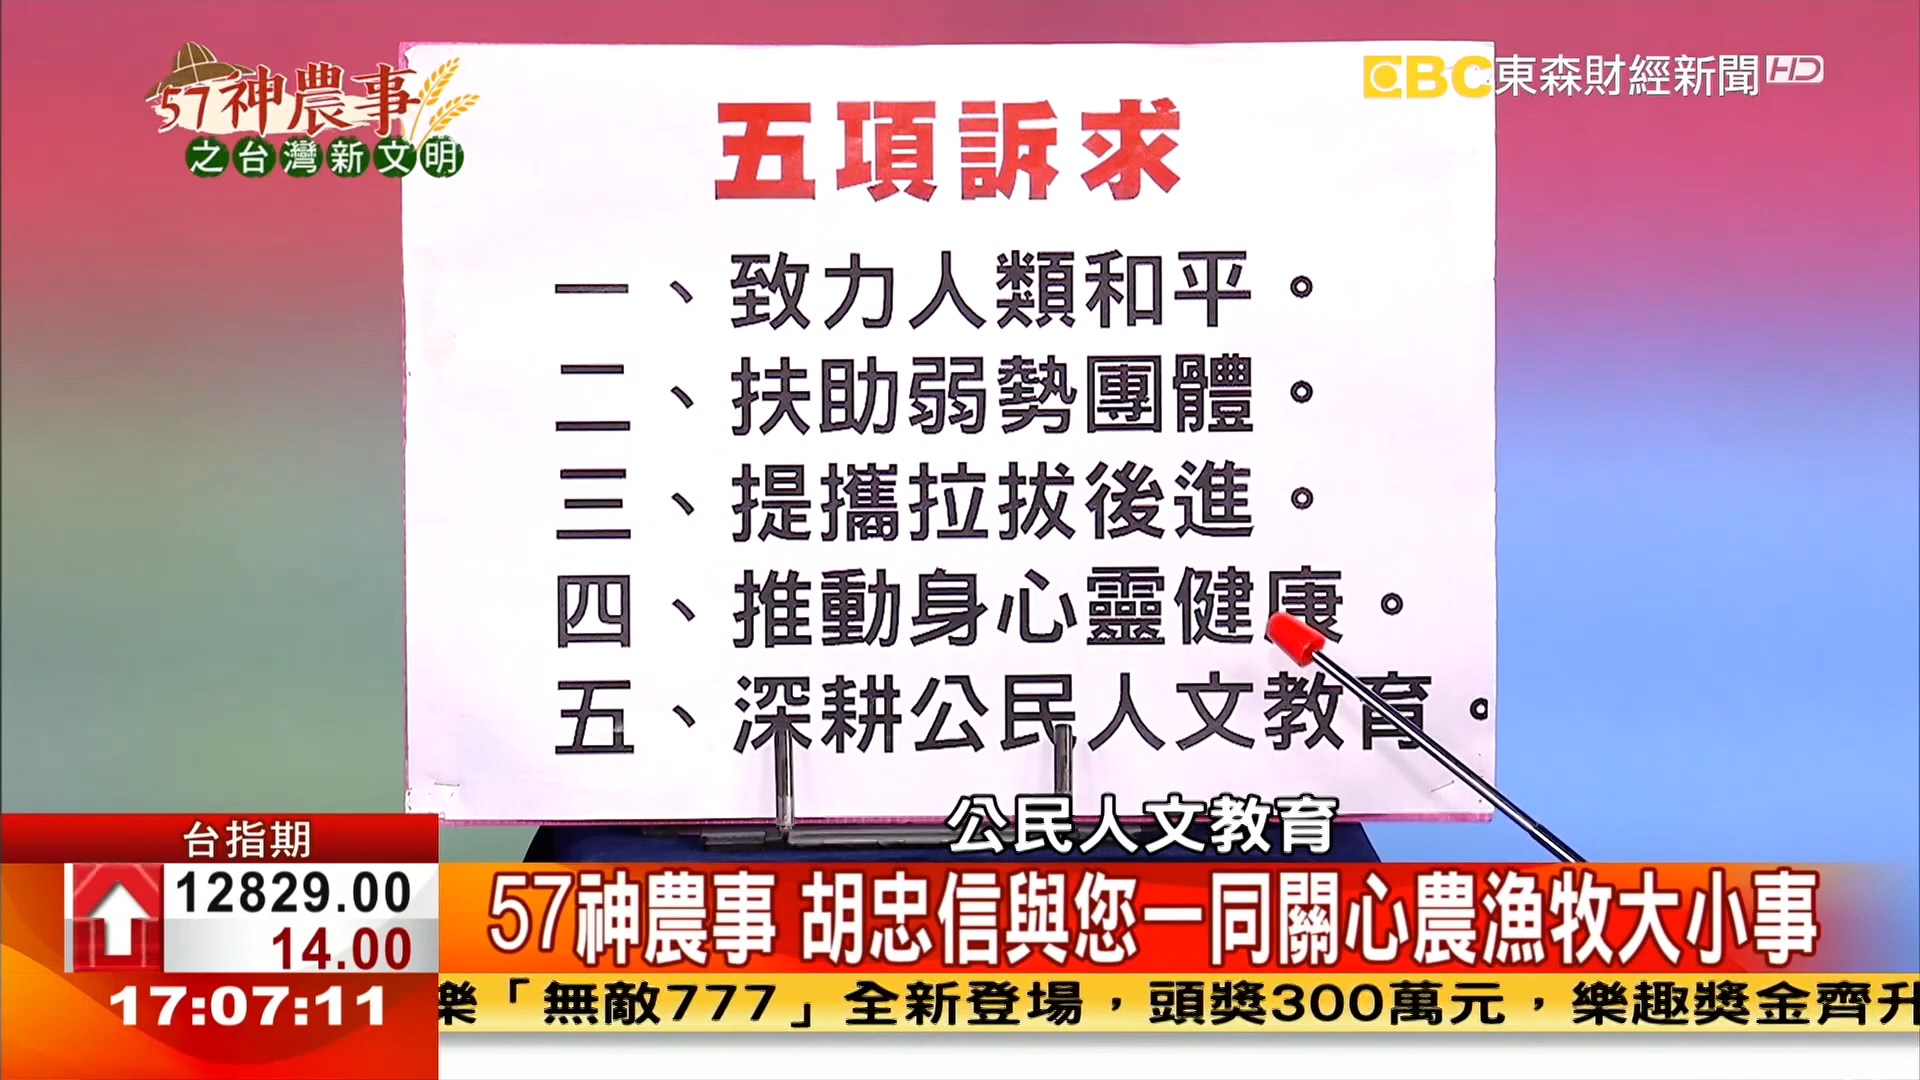 57神農事
之台灣新文明
EBC東森財經新聞HD
五項訴求
一、致力人類和平。
二、扶助弱勢團體。
三、提攜拉拔後進。
四、推動身心靈健康。
五、深耕公民人文教育。
公民人文教育
台指期
12829.00
14.00
17:07:11
57神農事 胡忠信與您一同關心農漁牧大小事
樂「無敵777」全新登場，頭獎300萬元，樂趣獎金齊升